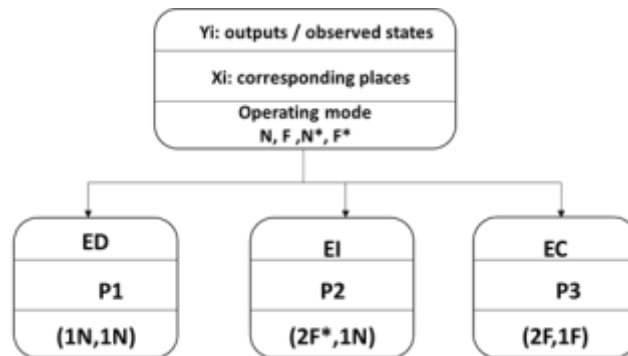 Yi: outputs / observed states
Xi: corresponding places
Operating mode
N, F ,N*, F*
ED
P1
(1N,1N)
EI
P2
(2F*,1N)
EC
P3
(2F,1F)